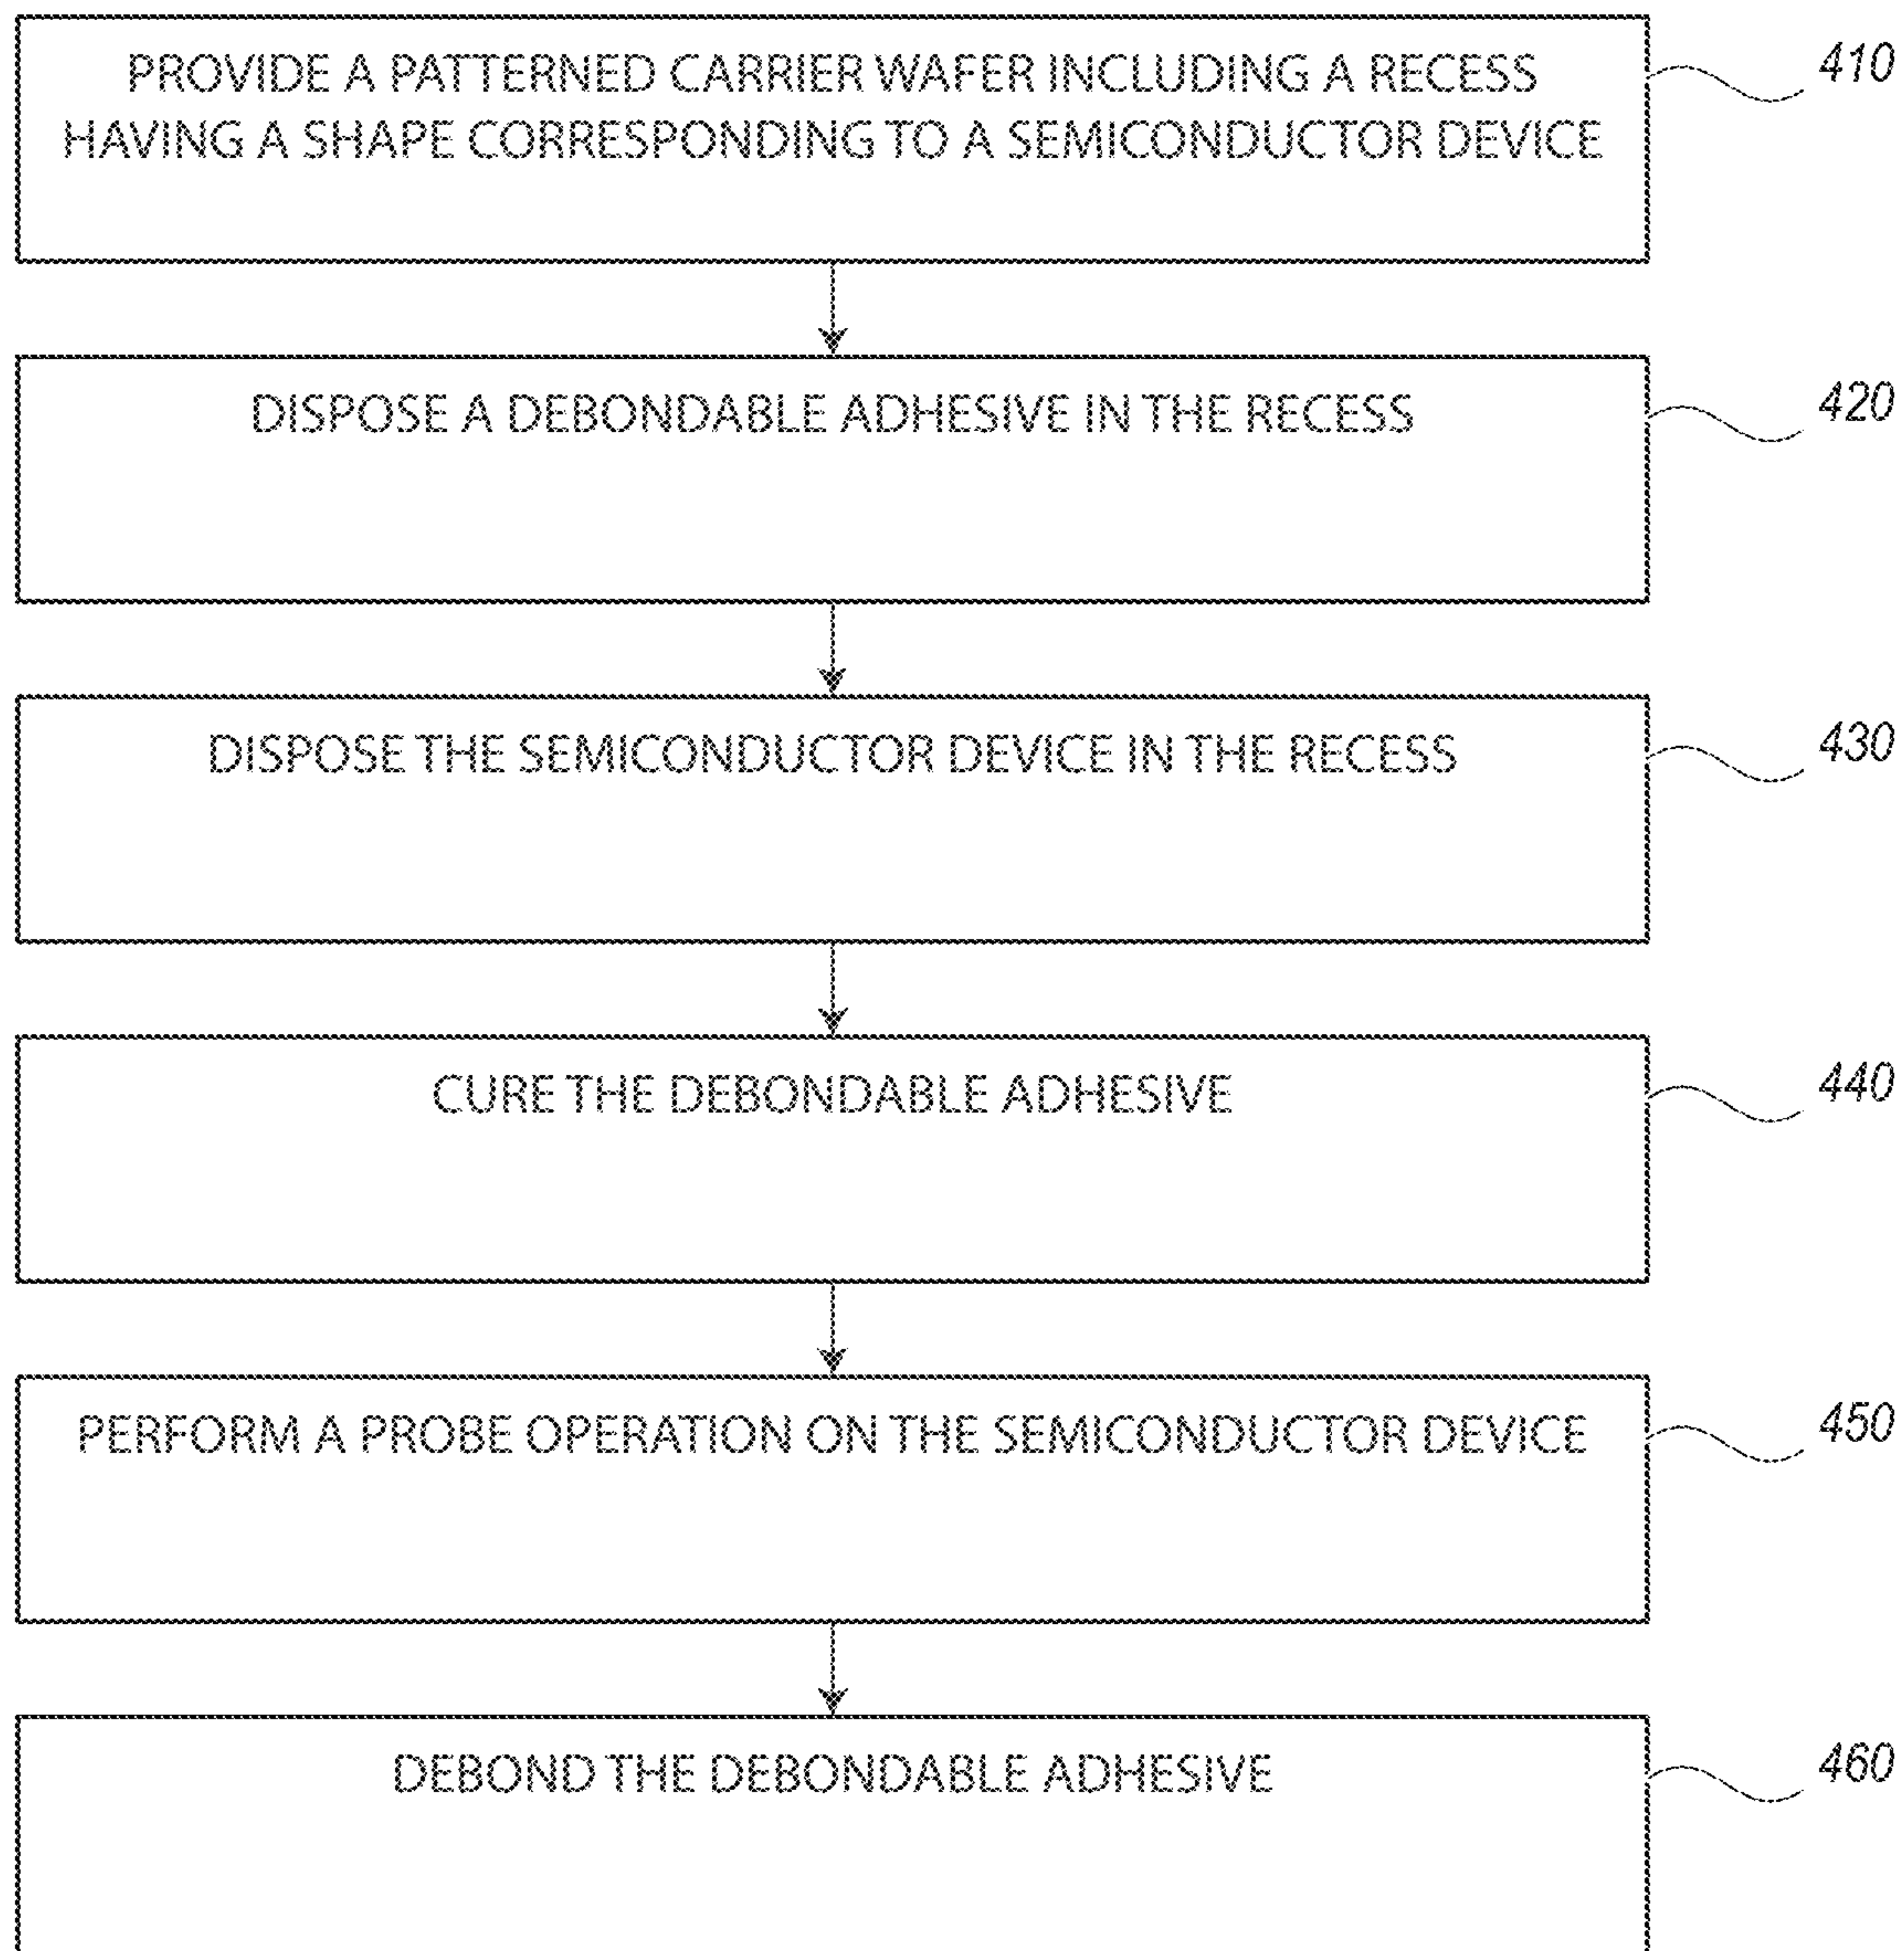 PROVIDE A PATTERNED CARRIER WAFER INCLUDING A RECESS
HAVING A SHAPE CORRESPONDING TO A SEMICONDUCTOR DEVICE
410
DISPOSE A DEBONDABLE ADHESIVE IN THE RECESS
420
DISPOSE THE SEMICONDUCTOR DEVICE IN THE RECESS
430
CURE THE DEBONDABLE ADHESIVE
440
PERFORM A PROBE OPERATION ON THE SEMICONDUCTOR DEVICE
450
DEBOND THE DEBONDABLE ADHESIVE
460